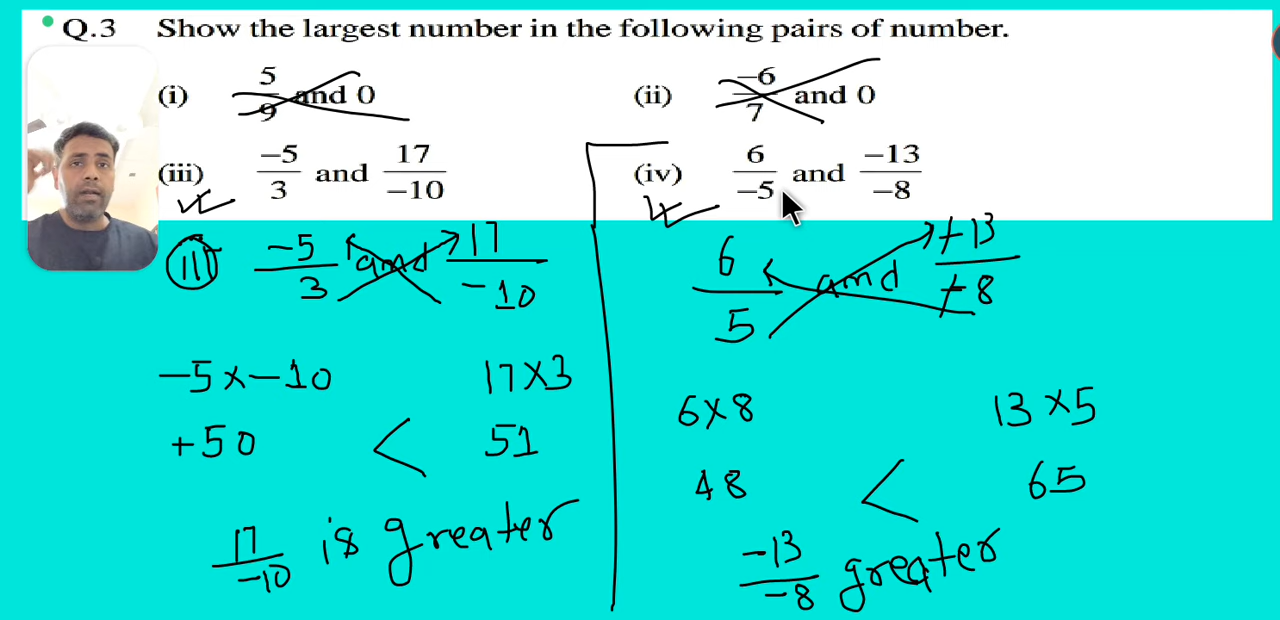 Q.3 Show the largest number in the following pairs of number.
(i) 5/9 and 0
(ii) −6/7 and 0
(iii) −5/3 and 17/−10
(iv) 6/−5 and −13/−8
(III) −5/3 and 17/−10
−5×−10 17×3
+50 < 51
17/−10 is greater
6/5 and −13/−8
6×8 13×5
48 < 65
−13/−8 greater